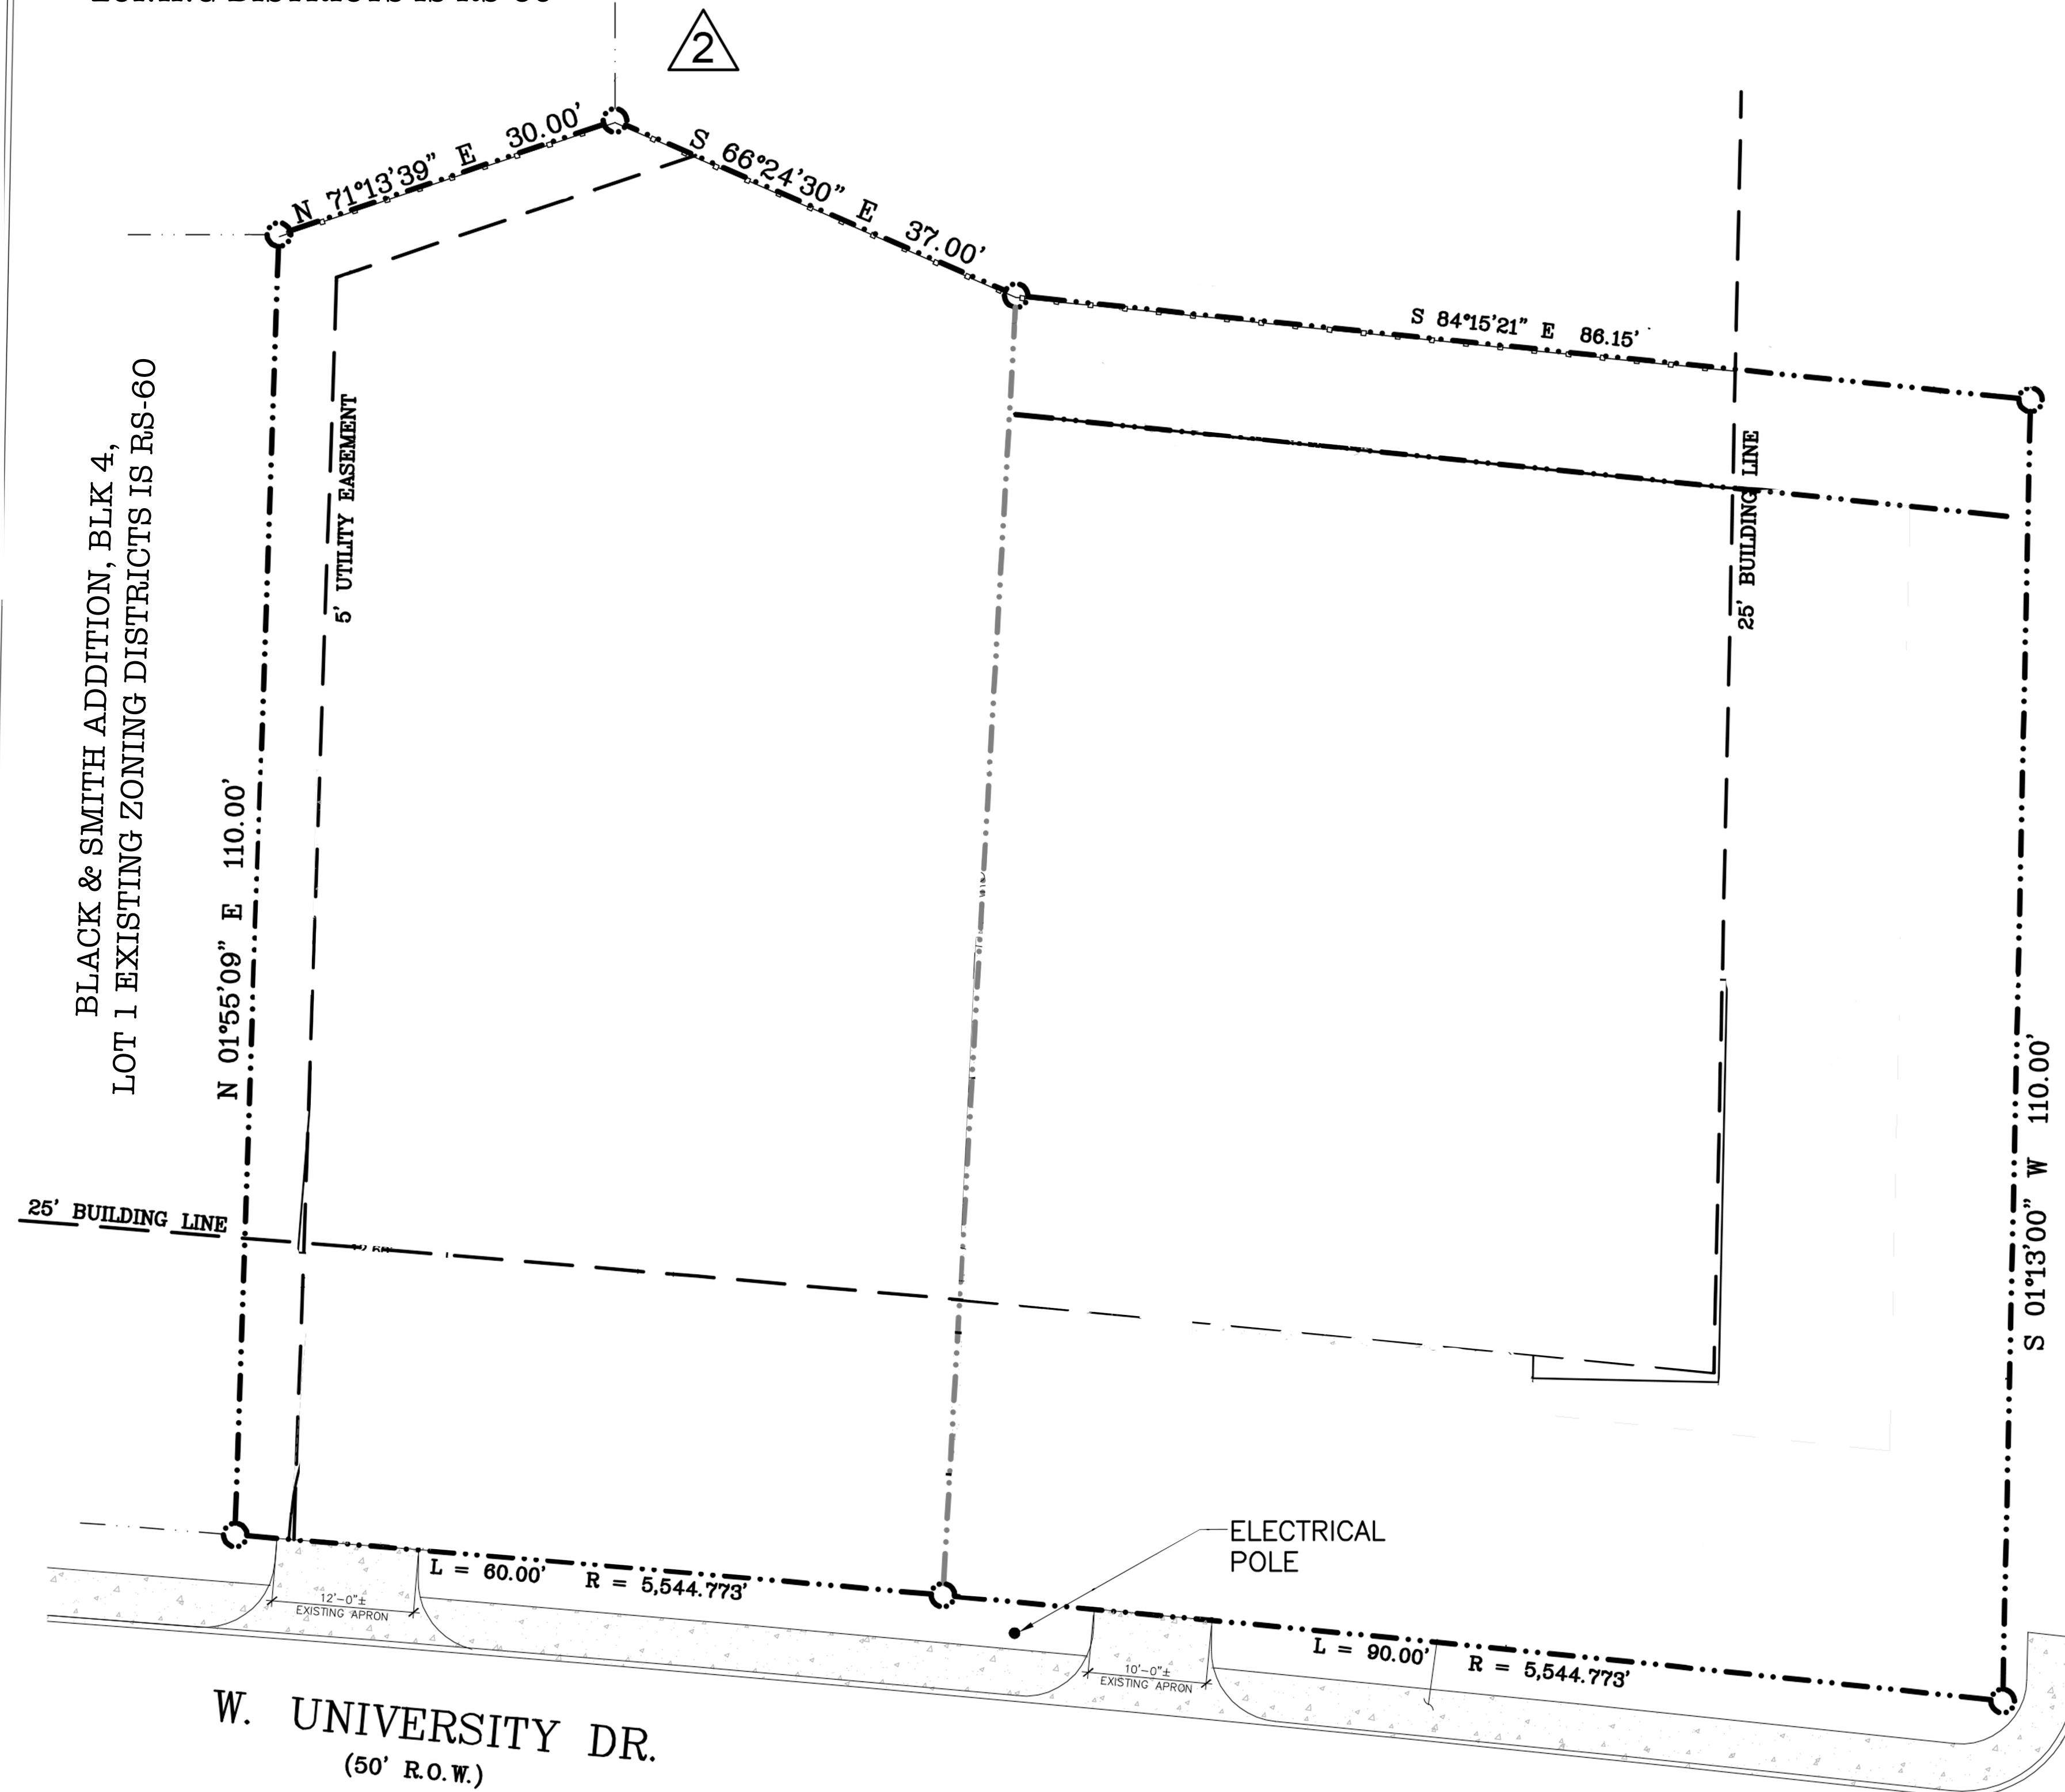 2
N 71°13'39" E 30.00'
S 66°24'30" E 37.00'
S 84°15'21" E 86.15'
BLACK & SMITH ADDITION, BLK 4,
LOT 1 EXISTING ZONING DISTRICTS IS RS-60
5' UTILITY EASEMENT
25' BUILDING LINE
N 01°55'09" E 110.00'
S 01°13'00" W 110.00'
25' BUILDING LINE
ELECTRICAL
POLE
L = 60.00' R = 5,544.773'
12'-0"±
EXISTING APRON
L = 90.00' R = 5,544.773'
10'-0"±
EXISTING APRON
W. UNIVERSITY DR.
(50' R.O.W.)